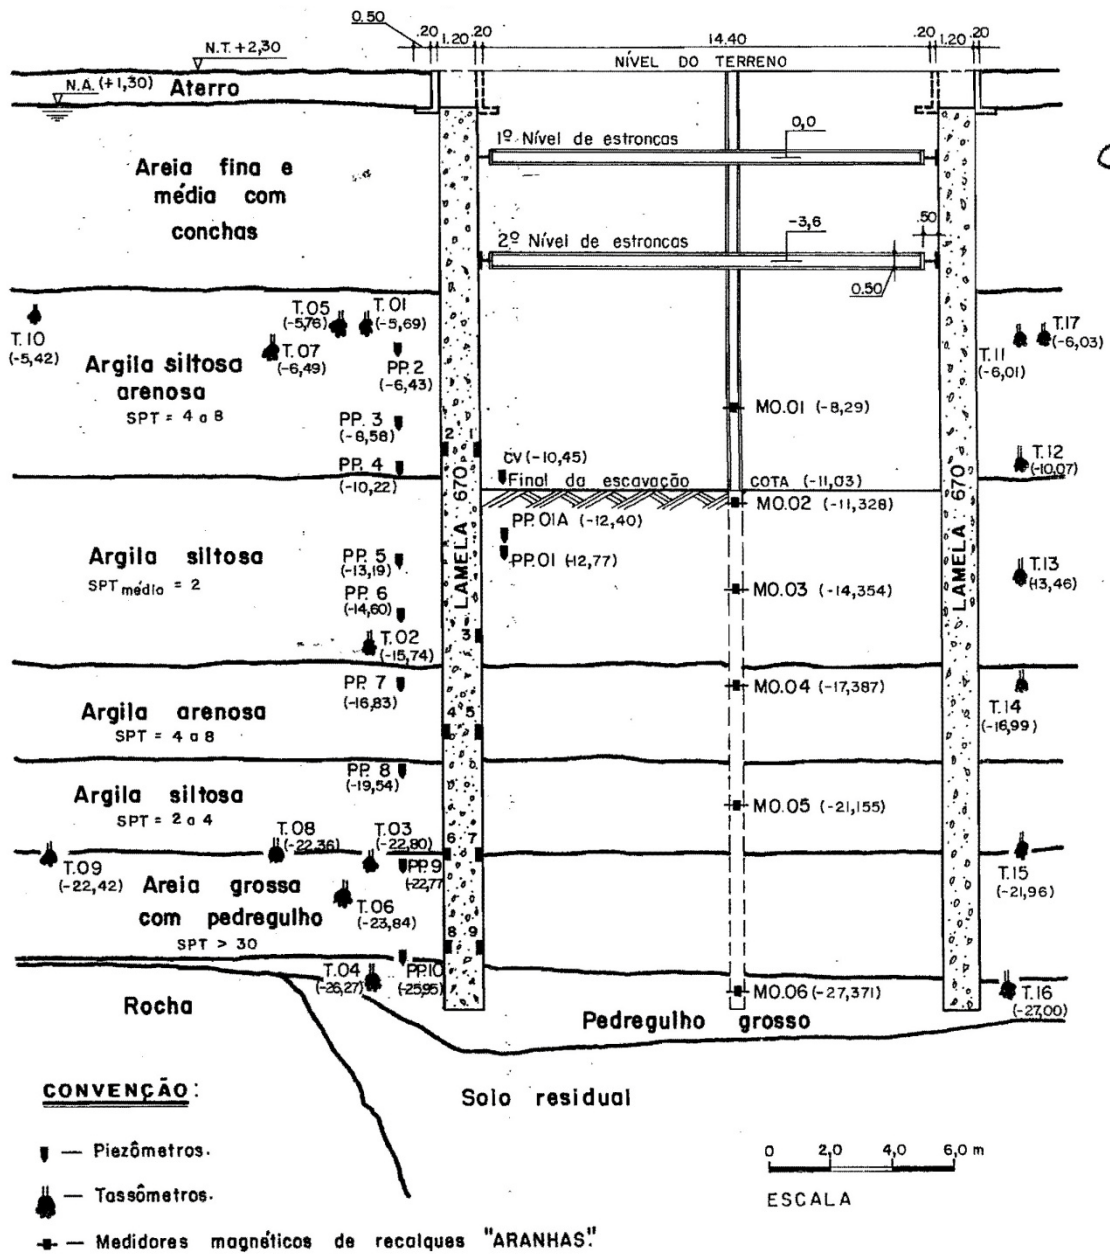 0.50
.20 1.20 .20
14.40
.20 1.20 .20
N.T. +2,30
NÍVEL DO TERRENO
N.A. (+1,30)
Aterro
1º Nível de estroncas
0,0
Areia fina e
média com
conchas
2º Nível de estroncas
-3,6
.50
0.50
T.10
(-5,42)
T.05
(-5,76)
T.01
(-5,69)
T.07
(-6,49)
PP. 2
(-6,43)
T.11
(-6,01)
T.17
(-6,03)
Argila siltosa
arenosa
SPT = 4 a 8
PP. 3
(-8,58)
MO.01 (-8,29)
2 1
PP. 4
(-10,22)
CV (-10,45)
T.12
(-10,07)
Final da escavação
COTA (-11,03)
MO.02 (-11,328)
LAMELA 670
LAMELA 670
PP.01A (-12,40)
PP.01 (-12,77)
Argila siltosa
SPT médio = 2
PP. 5
(-13,19)
T.13
(-13,46)
PP. 6
(-14,60)
MO.03 (-14,354)
3
T.02
(-15,74)
PP. 7
(-16,83)
MO.04 (-17,387)
T.14
(-16,99)
Argila arenosa
SPT = 4 a 8
4 5
PP. 8
(-19,54)
Argila siltosa
SPT = 2 a 4
MO.05 (-21,155)
T.09
(-22,42)
T.08
(-22,36)
T.03
(-22,80)
6 7
PP. 9
(-22,77
T.15
(-21,96)
Areia grossa
com pedregulho
SPT > 30
T.06
(-23,84)
8 9
T.04
(-26,27)
PP.10
(-25,95)
MO.06 (-27,371)
T.16
(-27,00)
Rocha
Pedregulho grosso
Solo residual
CONVENÇÃO:
— Piezômetros.
— Tassômetros.
— Medidores magnéticos de recalques "ARANHAS".
0 2,0 4,0 6,0 m
ESCALA